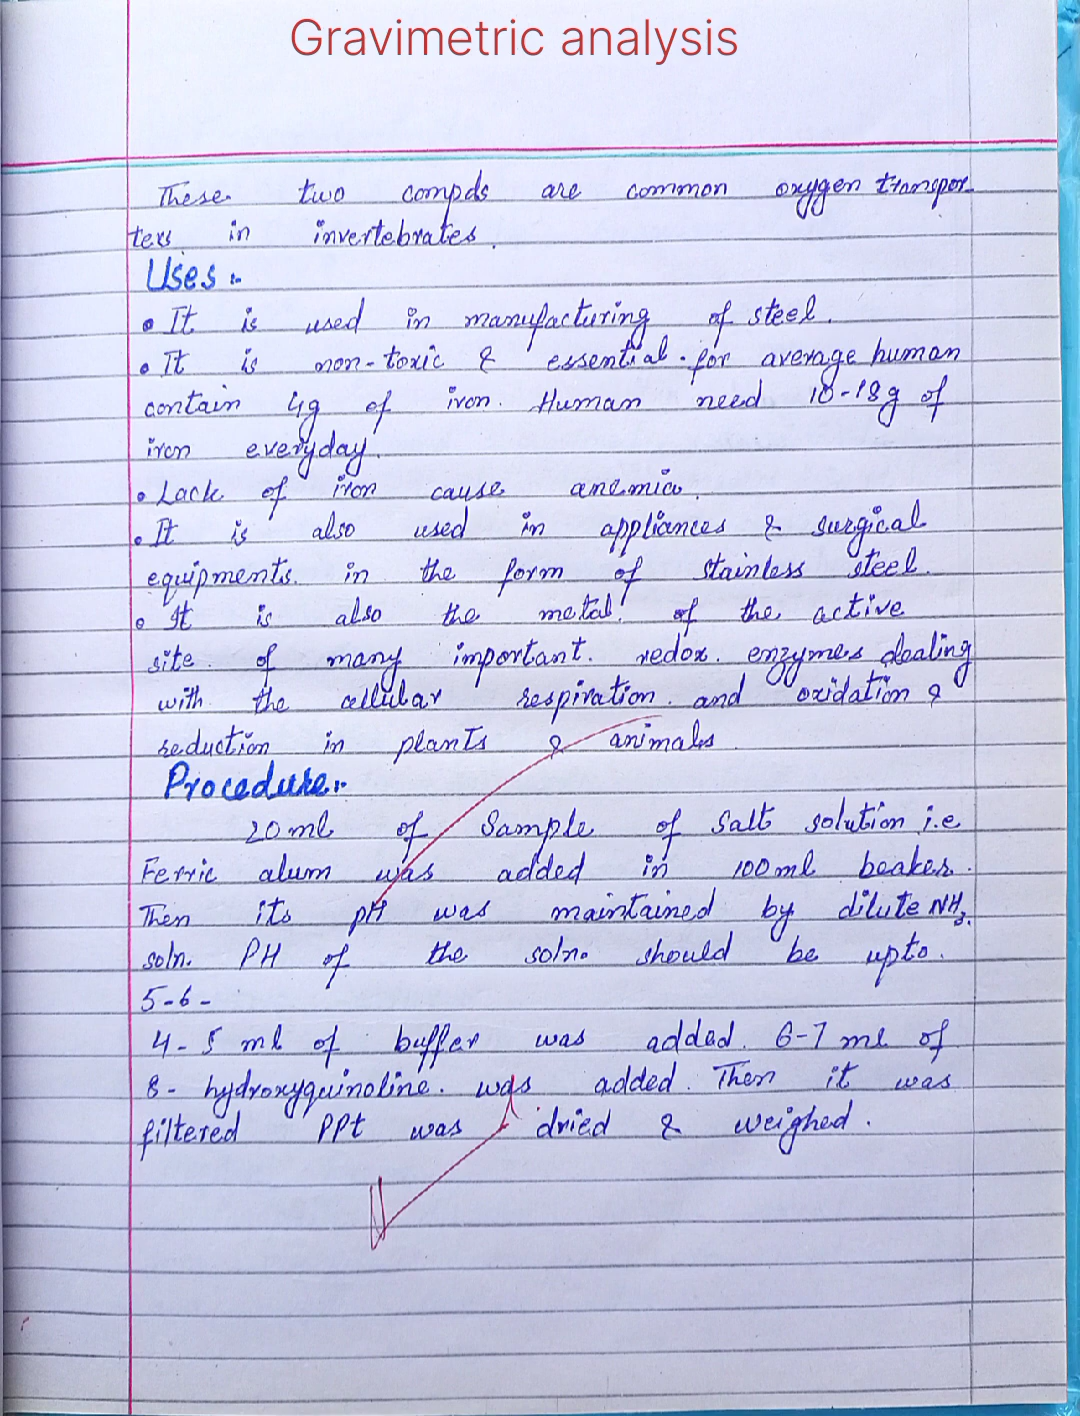 Gravimetric analysis
These two compds are common oxygen transpor
ters in invertebrates.
Uses :-
• It is used in manufacturing of steel.
• It is non-toxic & essential for average human
contain 4g of iron. Human need 10-18g of
iron everyday.
• Lack of iron cause anemia.
• It is also used in appliances & surgical
equipments. in the form of stainless steel.
• It is also the metal of the active
site of many important. redox. enzymes dealing
with the cellular respiration and oxidation &
reduction in plants & animals
Procedure:-
20 ml of Sample of Salt solution i.e
Ferric alum was added in 100 ml beaker.
Then its pH was maintained by dilute NH3.
soln. PH of the soln. should be upto.
5-6-
4-5 ml of buffer was added. 6-7 ml of
8- hydroxyquinoline. was added. Then it was
filtered PPt was dried & weighed.